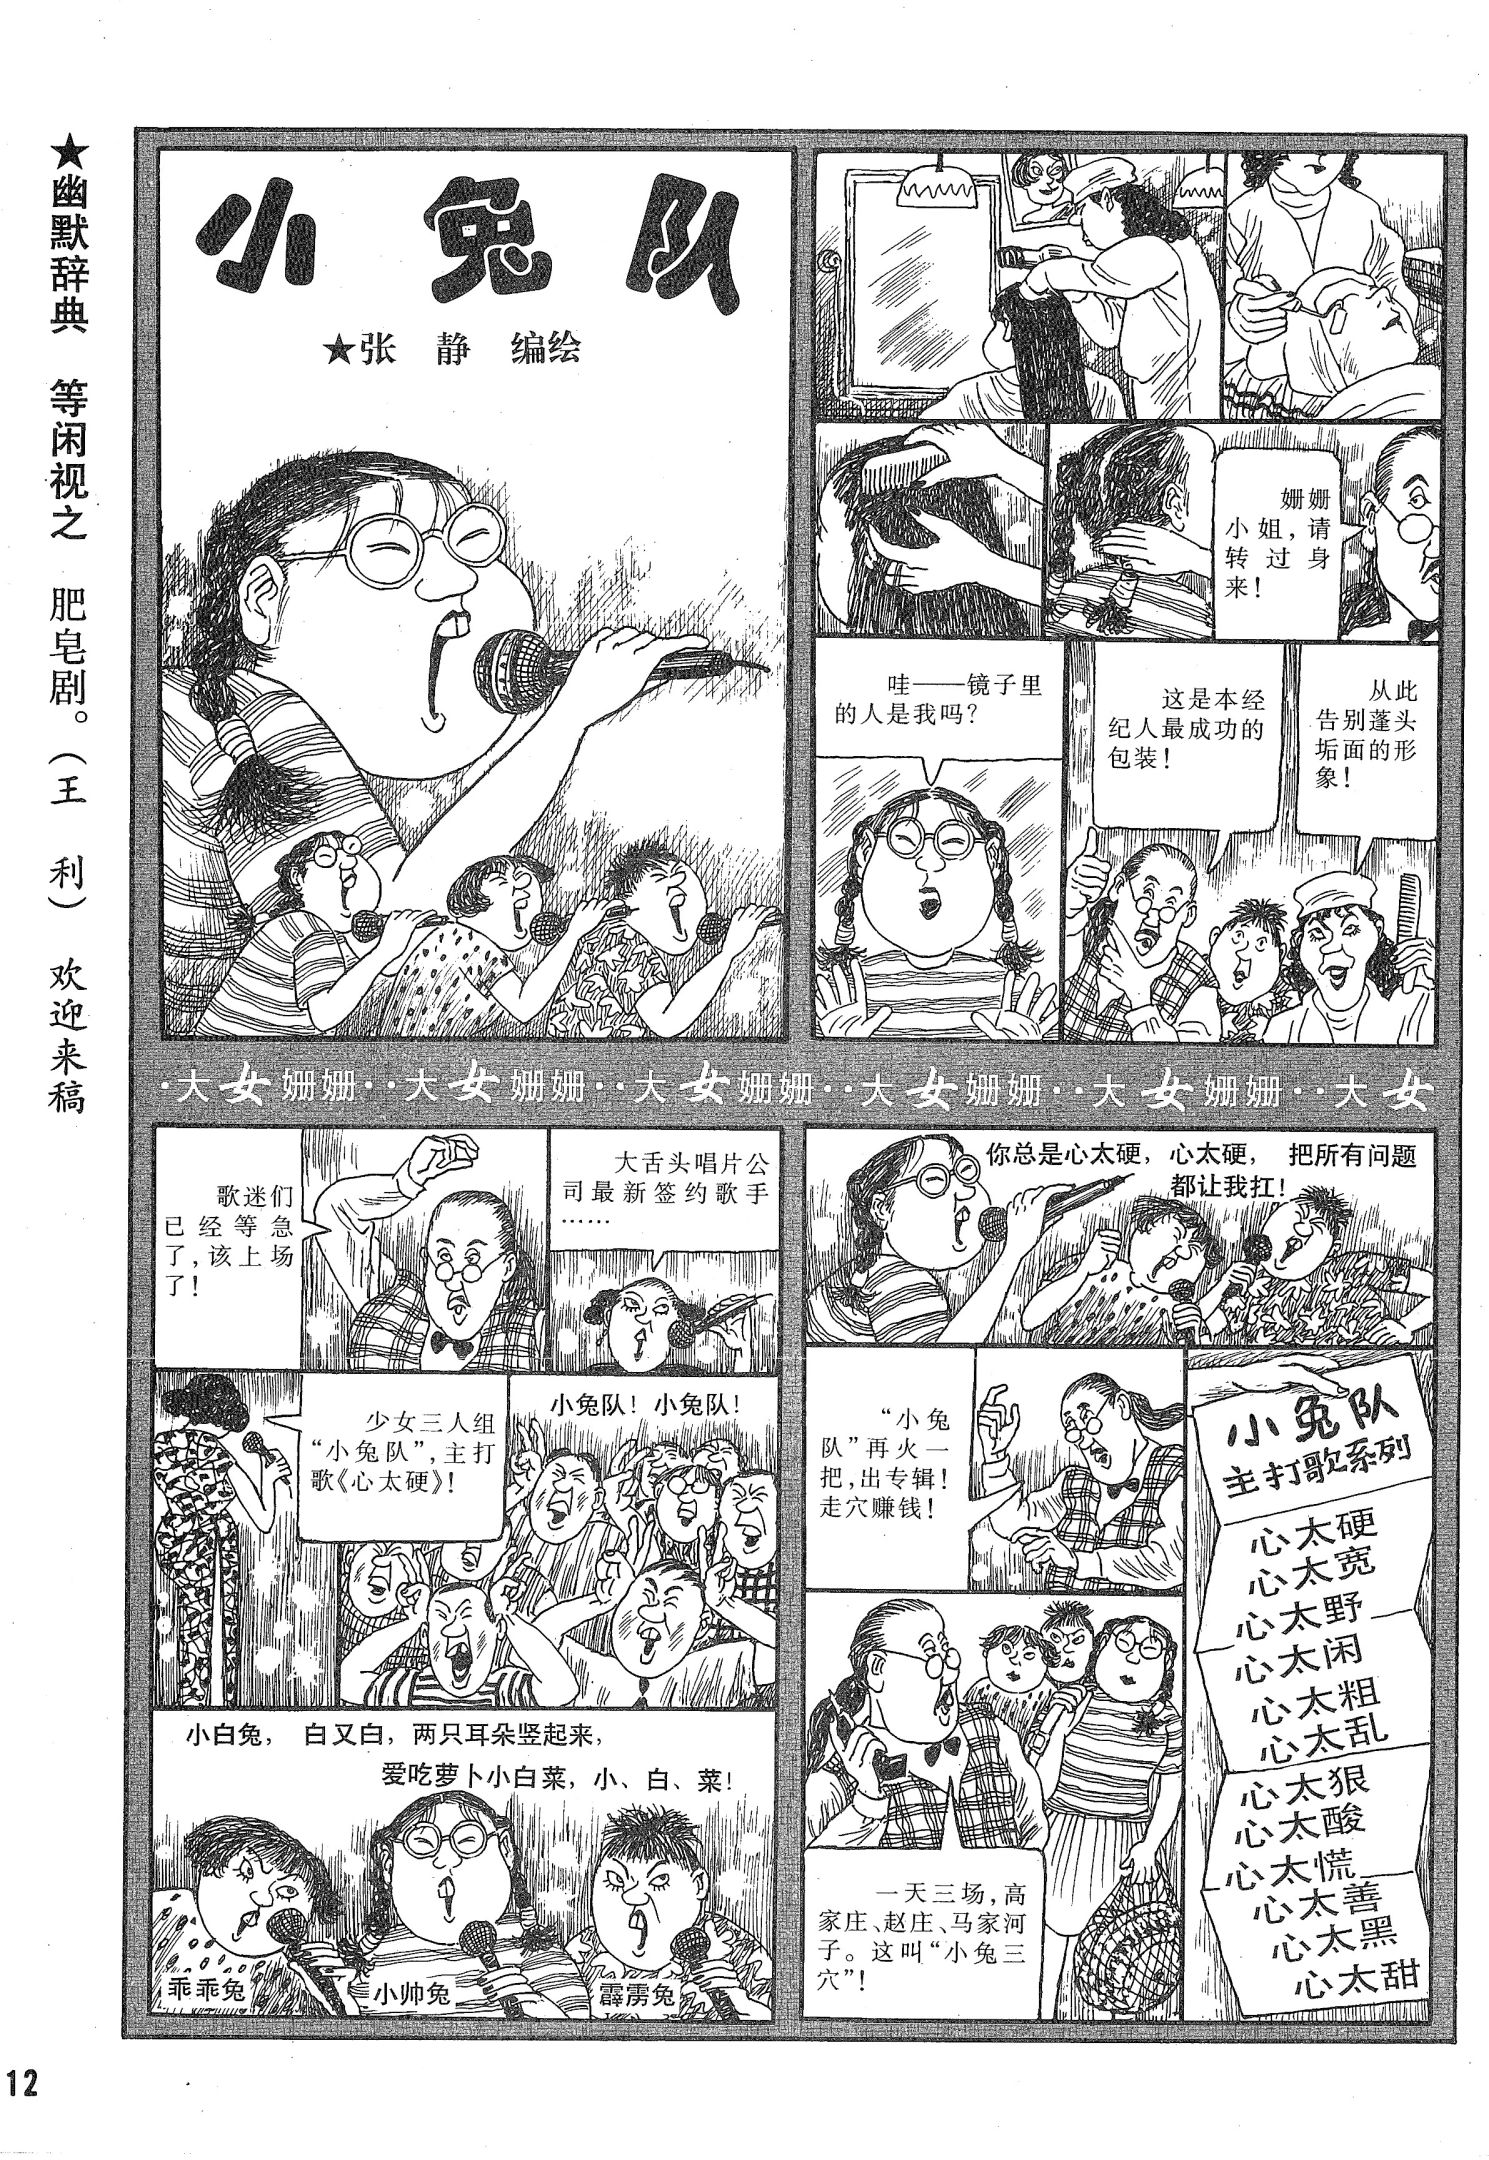 ★幽默辞典 等闲视之 肥皂剧。（王 利） 欢迎来稿
小兔队
★张 静 编绘
姗姗
小姐，请
转过身
来！
哇——镜子里
的人是我吗？
这是本经
纪人最成功的
包装！
从此
告别蓬头
垢面的形
象！
·大女姗姗··大女姗姗··大女姗姗··大女姗姗··大女姗姗··大女
歌迷们
已经等急
了，该上场
了！
大舌头唱片公
司最新签约歌手
……
少女三人组
“小兔队”，主打
歌《心太硬》！
小兔队！小兔队！
小白兔， 白又白，两只耳朵竖起来，
爱吃萝卜小白菜，小、白、菜！
乖乖兔
小帅兔
霹雳兔
你总是心太硬，心太硬， 把所有问题
都让我扛！
“小兔
队”再火一
把，出专辑！
走穴赚钱！
小兔队
主打歌系列
心太硬
心太宽
心太野
心太闲
心太粗
心太乱
心太狠
心太酸
心太慌
心太善
心太黑
心太甜
一天三场，高
家庄、赵庄、马家河
子。这叫“小兔三
穴”！
12